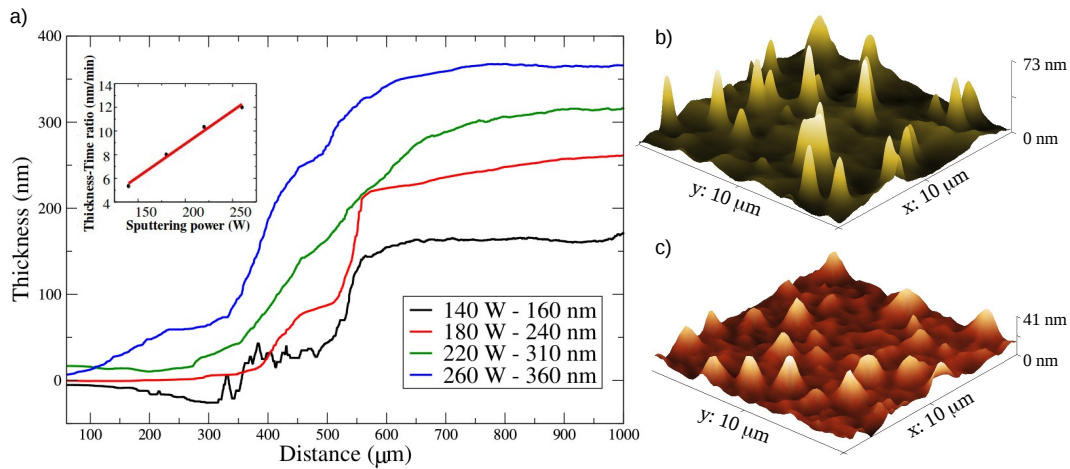 a)
400
300
200
100
0
Thickness (nm)
100
200
300
400
500
600
700
800
900
1000
Distance (μm)
Thickness-Time ratio (nm/min)
14
12
10
8
6
4
150
200
250
Sputtering power (W)
140 W - 160 nm
180 W - 240 nm
220 W - 310 nm
260 W - 360 nm
b)
73 nm
0 nm
y: 10 μm
x: 10 μm
c)
41 nm
0 nm
y: 10 μm
x: 10 μm